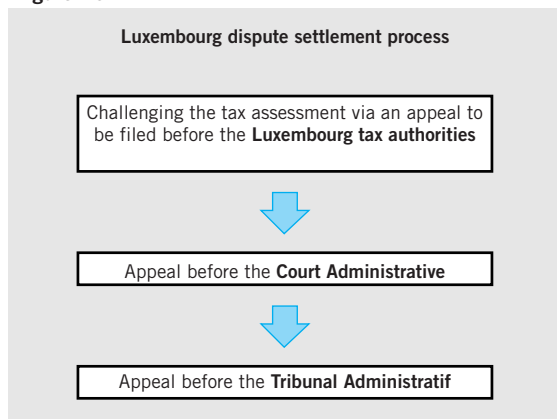 Luxembourg dispute settlement process
Challenging the tax assessment via an appeal to
be filed before the Luxembourg tax authorities
Appeal before the Court Administrative
Appeal before the Tribunal Administratif